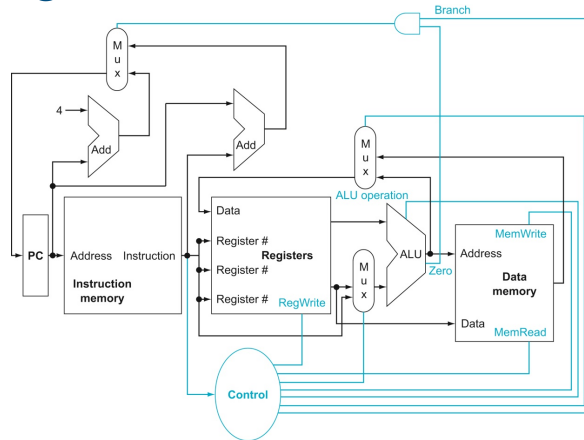 Branch
M
u
x
4
Add
Add
M
u
x
ALU operation
Data
PC
Address
Instruction
Instruction
memory
Register #
Registers
Register #
Register #
RegWrite
M
u
x
ALU
Zero
MemWrite
Address
Data
memory
Data
MemRead
Control